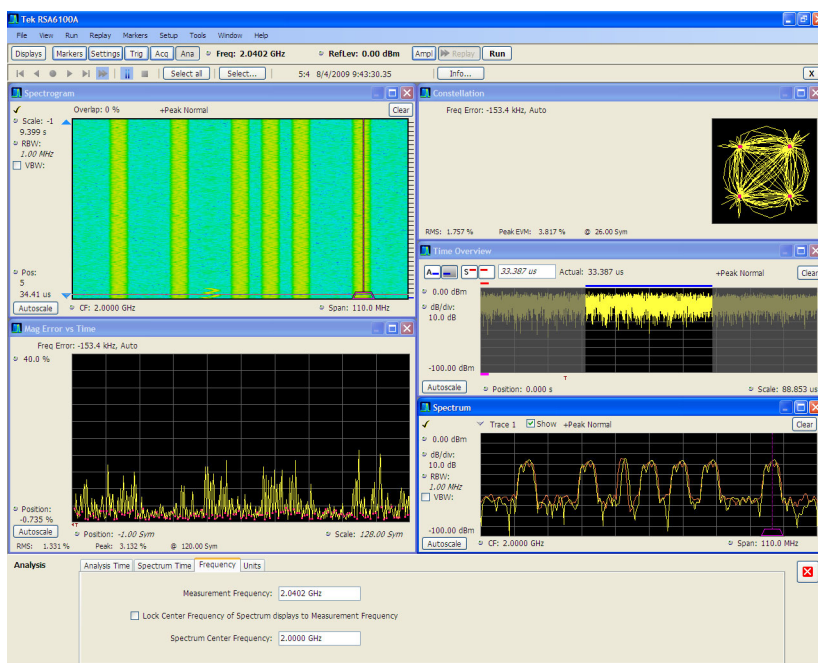 Tek RSA6100A
File View Run Replay Markers Setup Tools Window Help
Displays Markers Settings Trig Acq Ana Freq: 2.0402 GHz RefLev: 0.00 dBm Ampl Replay Run
Select all Select... 5:4 8/4/2009 9:43:30.35 Info... X
Spectrogram
Overlap: 0 % +Peak Normal Clear
Scale: -1
9.399 s
RBW:
1.00 MHz
VBW:
Pos:
5
34.41 us
Autoscale CF: 2.0000 GHz Span: 110.0 MHz
Constellation
Freq Error: -153.4 kHz, Auto
RMS: 1.757 % Peak EVM: 3.817 % @ 26.00 Sym
Time Overview
A S 33.387 us Actual: 33.387 us +Peak Normal Clear
0.00 dBm
dB/div:
10.0 dB
-100.00 dBm
T
Autoscale Position: 0.000 s Scale: 88.853 us
Mag Error vs Time
Freq Error: -153.4 kHz, Auto
40.0 %
Position:
-0.735 %
T
Autoscale Position: -1.00 Sym Scale: 128.00 Sym
RMS: 1.331 % Peak: 3.132 % @ 120.00 Sym
Spectrum
Trace 1 Show +Peak Normal Clear
0.00 dBm
dB/div:
10.0 dB
RBW:
1.00 MHz
VBW:
-100.00 dBm
Autoscale CF: 2.0000 GHz Span: 110.0 MHz
Analysis
Analysis Time Spectrum Time Frequency Units
Measurement Frequency: 2.0402 GHz
Lock Center Frequency of Spectrum displays to Measurement Frequency
Spectrum Center Frequency: 2.0000 GHz